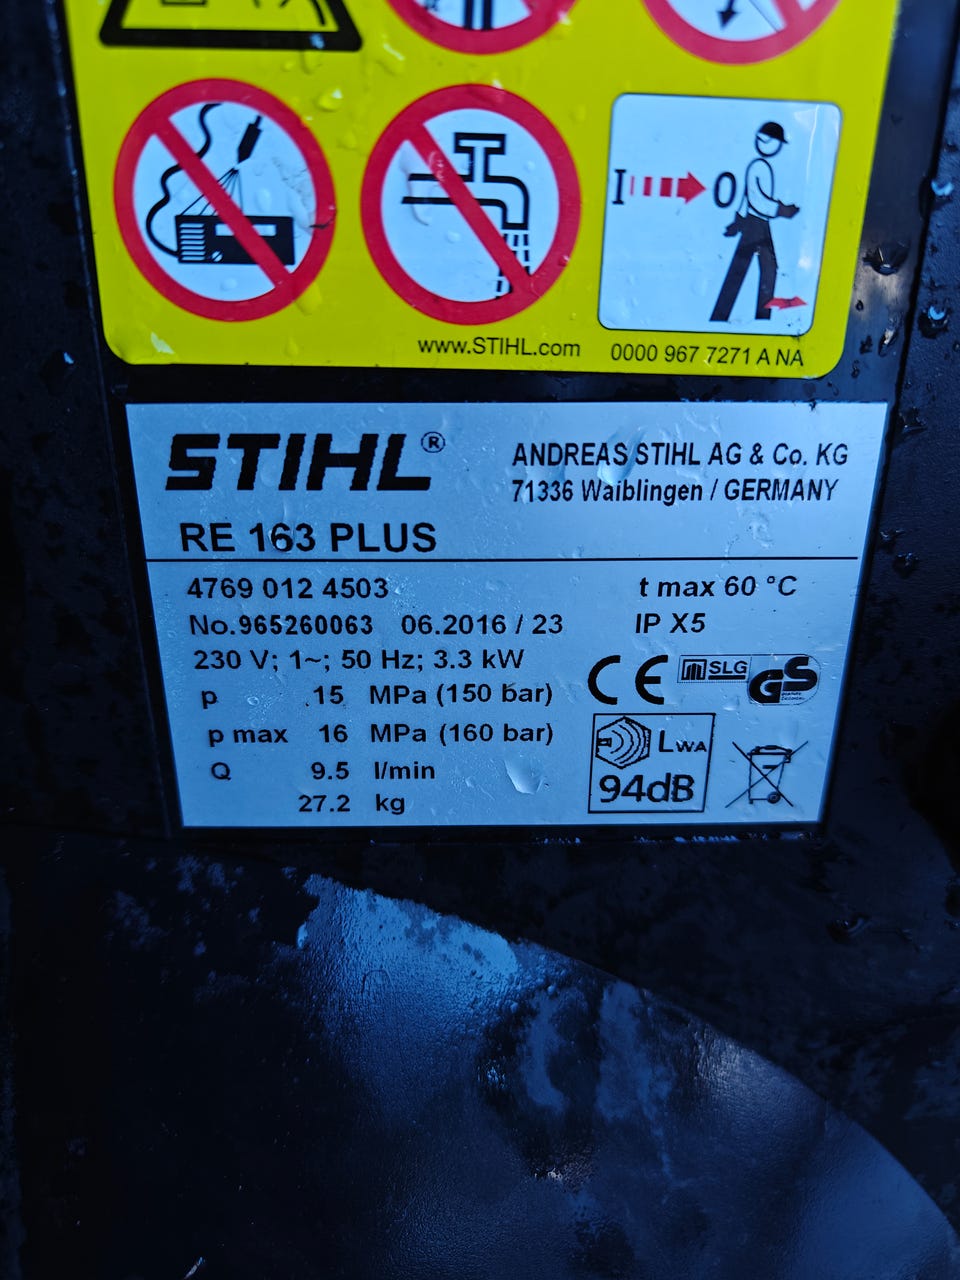 I O
www.STIHL.com 0000 967 7271 A NA
STIHL®
ANDREAS STIHL AG & Co. KG
71336 Waiblingen / GERMANY
RE 163 PLUS
4769 012 4503 t max 60 °C
No.965260063 06.2016 / 23 IP X5
230 V; 1~; 50 Hz; 3.3 kW
CE SLG GS
p 15 MPa (150 bar)
p max 16 MPa (160 bar)
LWA
Q 9.5 l/min
94dB
27.2 kg